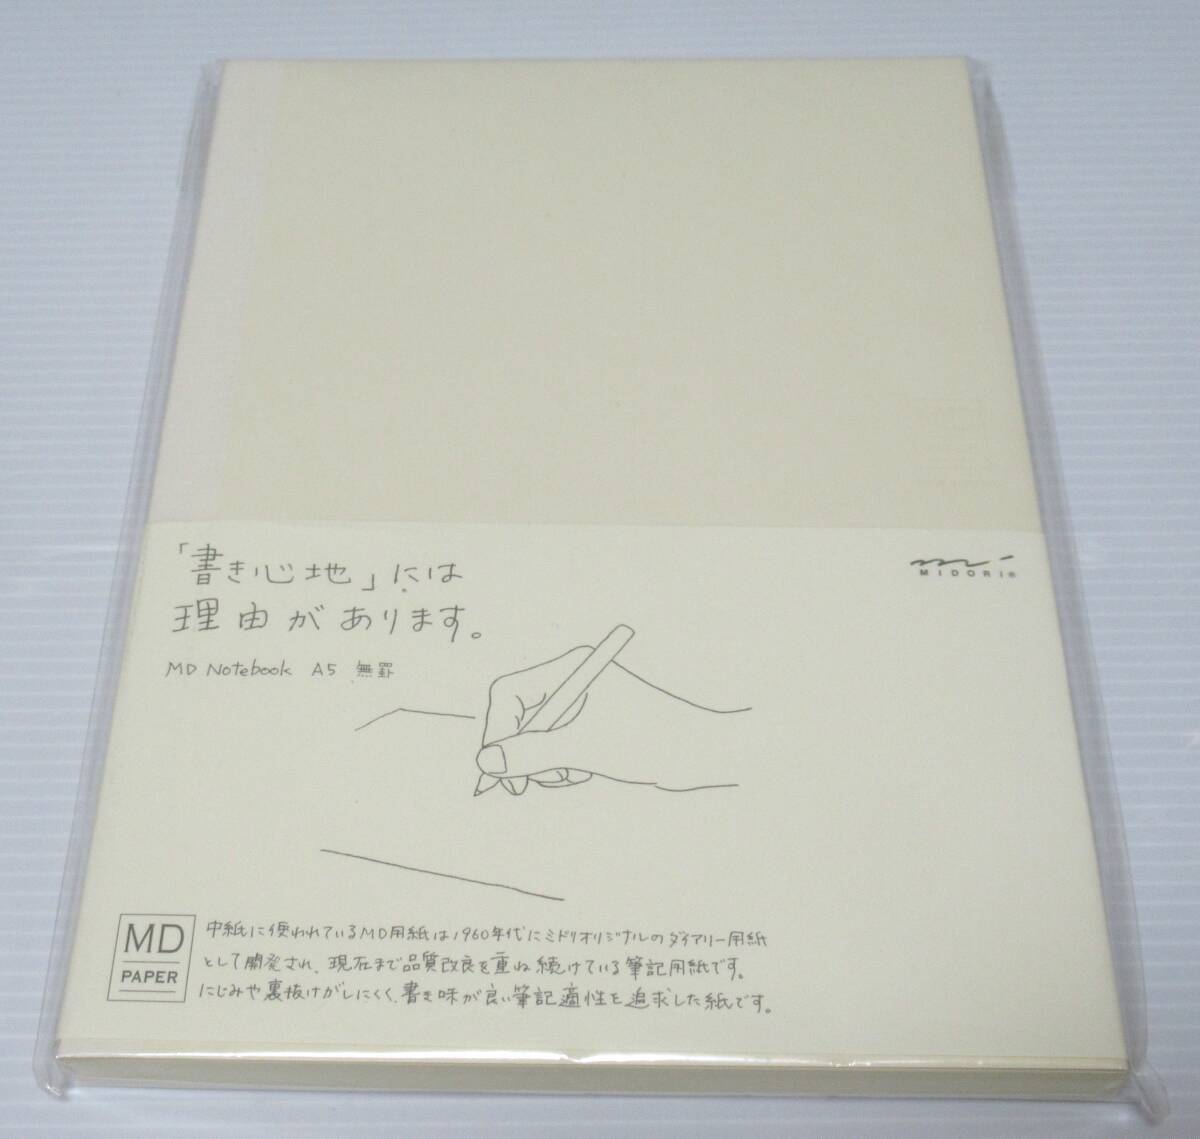 「書き心地」には
理由があります。
MD Notebook A5 無罫
MIDORI®
MD
PAPER
中紙に使われているMD用紙は1960年代にミドリオリジナルのダイアリー用紙
として開発され、現在まで品質改良を重ね続けている筆記用紙です。
にじみや裏抜けがしにくく、書き味が良い筆記適性を追求した紙です。